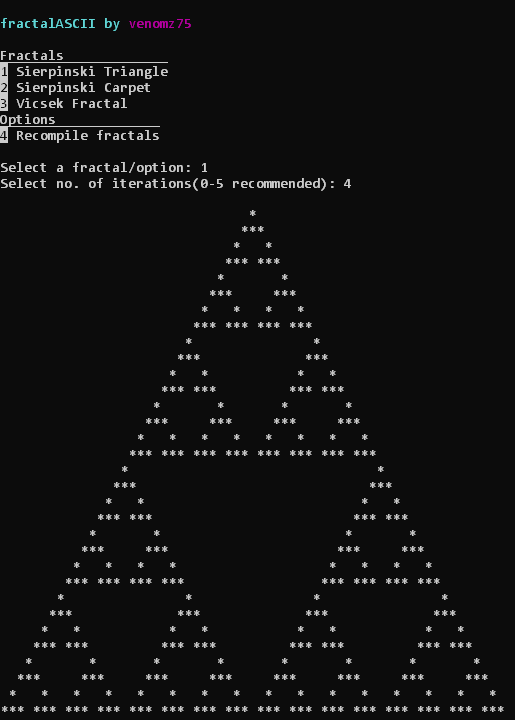 fractalASCII by venomz75
Fractals
1 Sierpinski Triangle
2 Sierpinski Carpet
3 Vicsek Fractal
Options
4 Recompile fractals
Select a fractal/option: 1
Select no. of iterations(0-5 recommended): 4